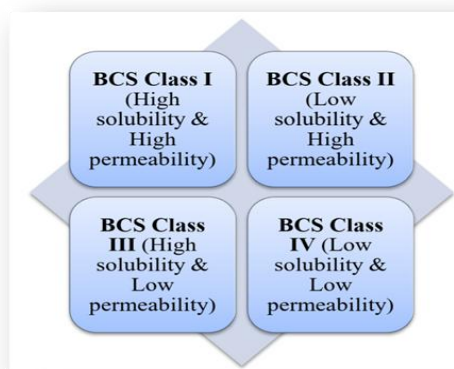 BCS Class I
(High
solubility &
High
permeability)
BCS Class II
(Low
solubility &
High
permeability)
BCS Class
III (High
solubility &
Low
permeability)
BCS Class
IV (Low
solubility &
Low
permeability)